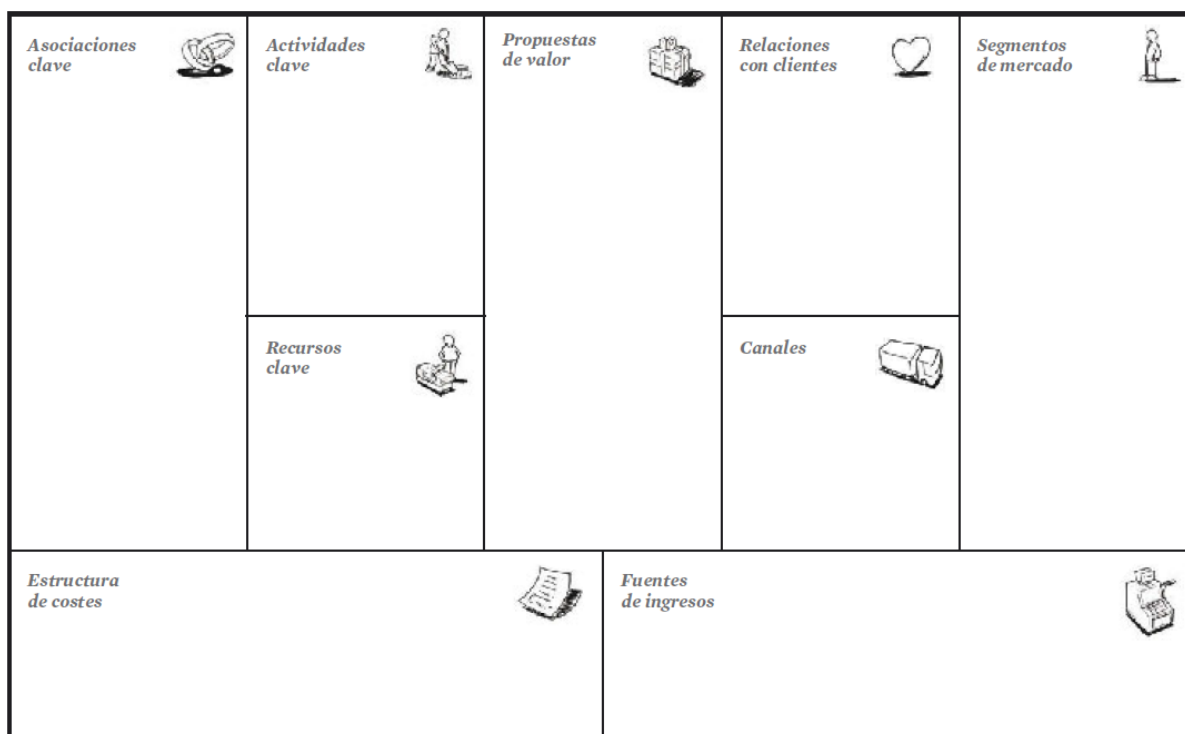 Asociaciones
clave
Actividades
clave
Propuestas
de valor
Relaciones
con clientes
Segmentos
de mercado
Recursos
clave
Canales
Estructura
de costes
Fuentes
de ingresos